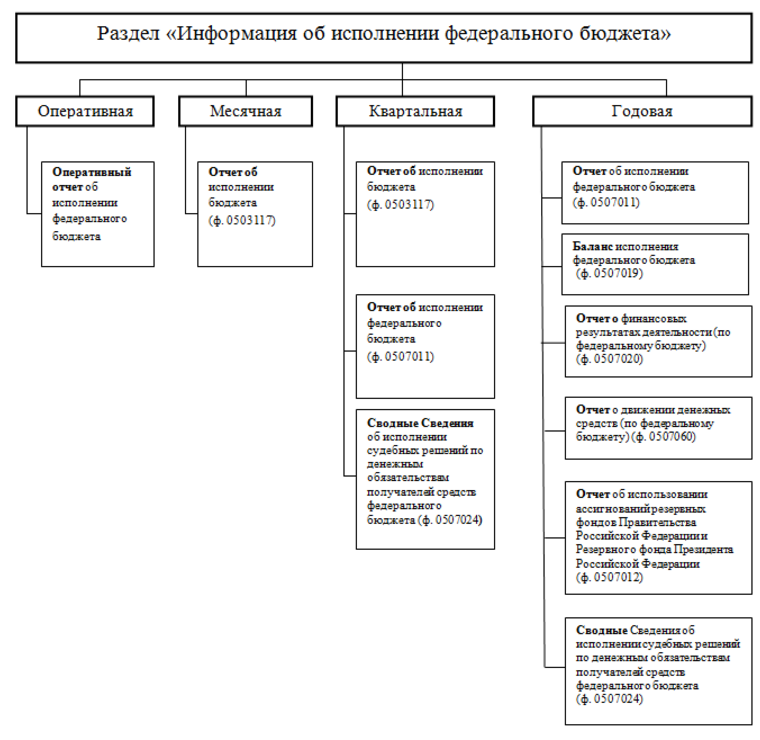 Раздел «Информация об исполнении федерального бюджета»
Оперативная
Месячная
Квартальная
Годовая
Оперативный
отчет об
исполнении
федерального
бюджета
Отчет об
исполнении
бюджета
(ф. 0503117)
Отчет об исполнении
бюджета
(ф. 0503117)
Отчет об исполнении
федерального
бюджета
(ф. 0507011)
Сводные Сведения
об исполнении
судебных решений по
денежным
обязательствам
получателей средств
федерального
бюджета (ф. 0507024)
Отчет об исполнении
федерального бюджета
(ф. 0507011)
Баланс исполнения
федерального бюджета
(ф. 0507019)
Отчет о финансовых
результатах деятельности (по
федеральному бюджету)
(ф. 0507020)
Отчет о движении денежных
средств (по федеральному
бюджету) (ф. 0507060)
Отчет об использовании
ассигнований резервных
фондов Правительства
Российской Федерации и
Резервного фонда Президента
Российской Федерации
(ф. 0507012)
Сводные Сведения об
исполнении судебных решений
по денежным обязательствам
получателей средств
федерального бюджета
(ф. 0507024)